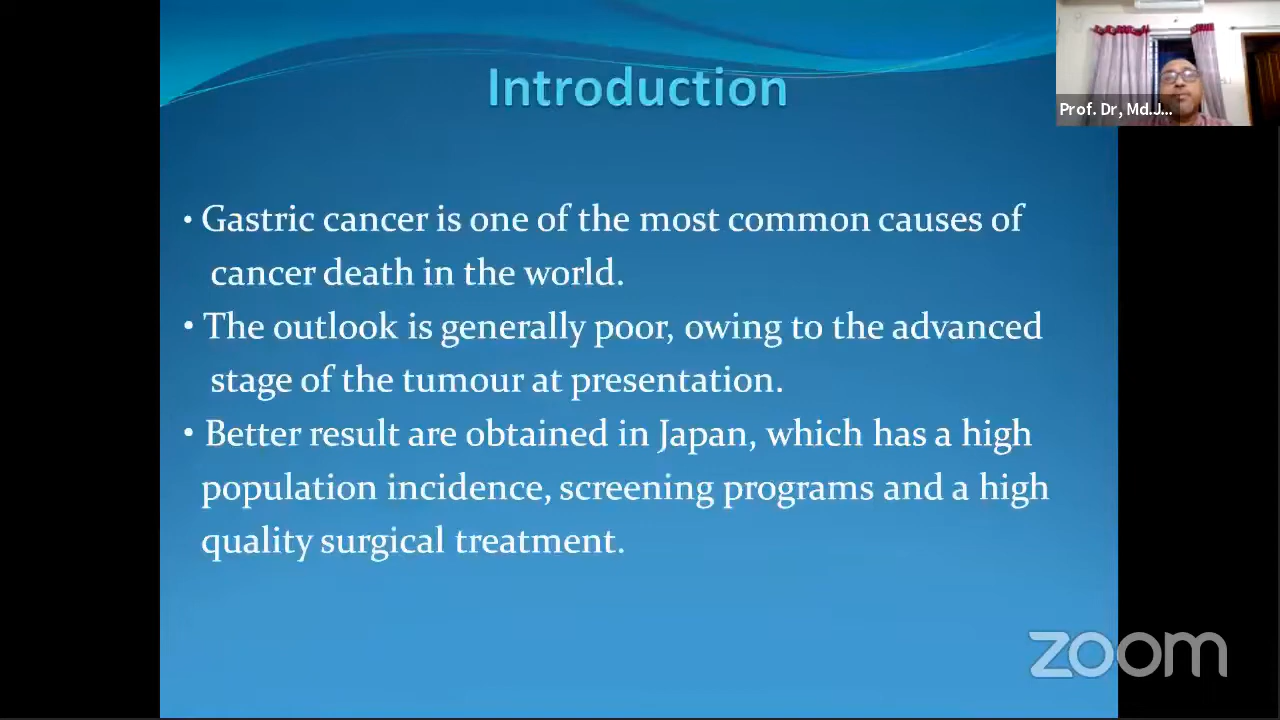 Introduction
Prof. Dr, Md.J...
• Gastric cancer is one of the most common causes of
cancer death in the world.
• The outlook is generally poor, owing to the advanced
stage of the tumour at presentation.
• Better result are obtained in Japan, which has a high
population incidence, screening programs and a high
quality surgical treatment.
zoom